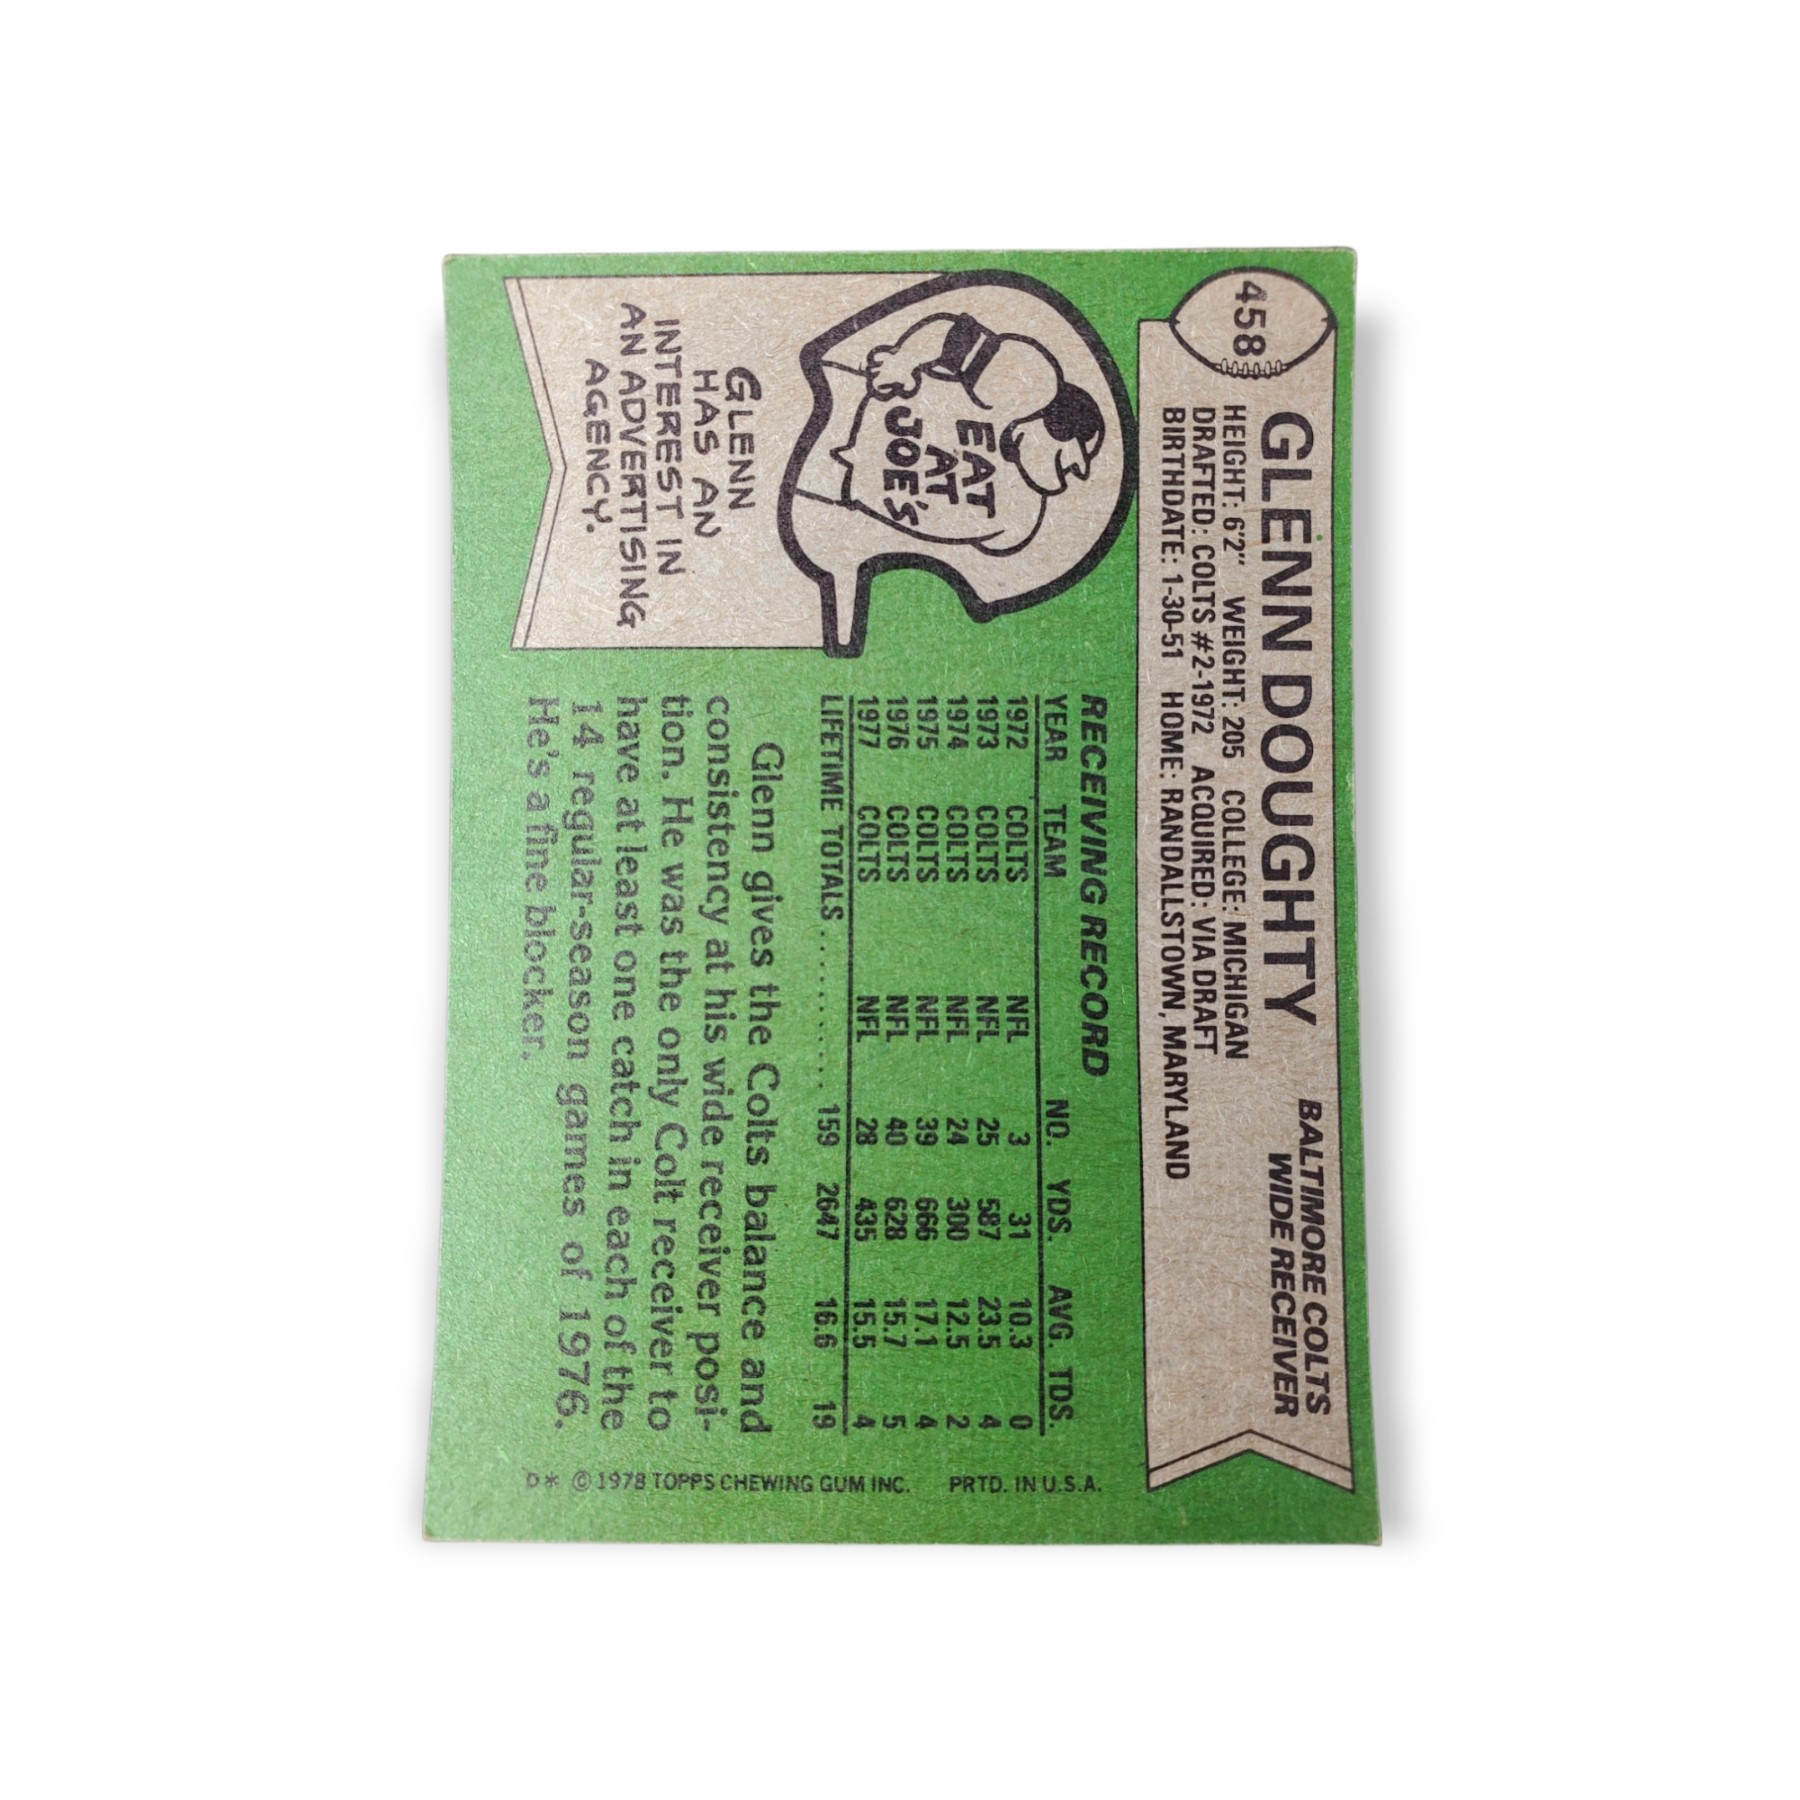 458
GLENN DOUGHTY
BALTIMORE COLTS
WIDE RECEIVER
HEIGHT: 6'2" WEIGHT: 205 COLLEGE: MICHIGAN
DRAFTED: COLTS #2-1972 ACQUIRED: VIA DRAFT
BIRTHDATE: 1-30-51 HOME: RANDALLSTOWN, MARYLAND
EAT
AT
JOE'S
GLENN
HAS AN
INTEREST IN
AN ADVERTISING
AGENCY.
RECEIVING RECORD
YEAR TEAM NO. YDS. AVG. TDS.
1972 COLTS NFL 3 31 10.3 0
1973 COLTS NFL 25 587 23.5 4
1974 COLTS NFL 24 300 12.5 2
1975 COLTS NFL 39 666 17.1 4
1976 COLTS NFL 40 628 15.7 5
1977 COLTS NFL 28 435 15.5 4
LIFETIME TOTALS .......... 159 2647 16.6 19
Glenn gives the Colts balance and
consistency at his wide receiver posi-
tion. He was the only Colt receiver to
have at least one catch in each of the
14 regular-season games of 1976.
He's a fine blocker.
D* © 1978 TOPPS CHEWING GUM INC. PRTD. IN U.S.A.